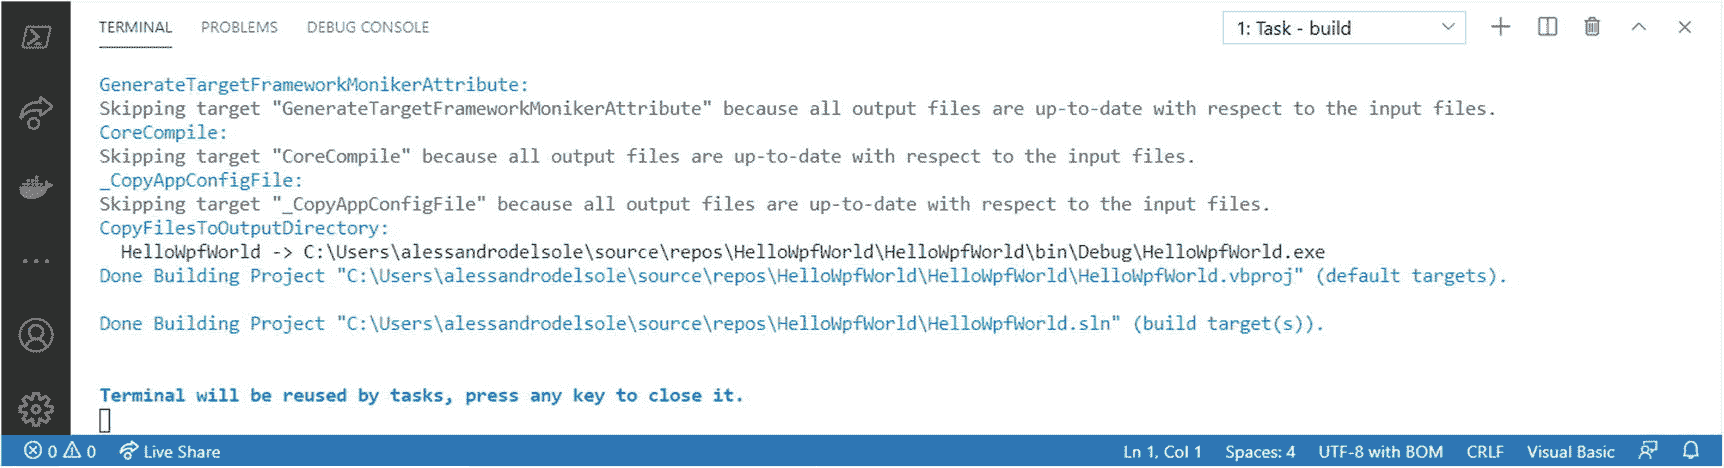 TERMINAL PROBLEMS DEBUG CONSOLE 1: Task - build
GenerateTargetFrameworkMonikerAttribute:
Skipping target "GenerateTargetFrameworkMonikerAttribute" because all output files are up-to-date with respect to the input files.
CoreCompile:
Skipping target "CoreCompile" because all output files are up-to-date with respect to the input files.
_CopyAppConfigFile:
Skipping target "_CopyAppConfigFile" because all output files are up-to-date with respect to the input files.
CopyFilesToOutputDirectory:
HelloWpfWorld -> C:\Users\alessandrodelsole\source\repos\HelloWpfWorld\HelloWpfWorld\bin\Debug\HelloWpfWorld.exe
Done Building Project "C:\Users\alessandrodelsole\source\repos\HelloWpfWorld\HelloWpfWorld\HelloWpfWorld.vbproj" (default targets).
Done Building Project "C:\Users\alessandrodelsole\source\repos\HelloWpfWorld\HelloWpfWorld.sln" (build target(s)).
Terminal will be reused by tasks, press any key to close it.
0 0 Live Share Ln 1, Col 1 Spaces: 4 UTF-8 with BOM CRLF Visual Basic